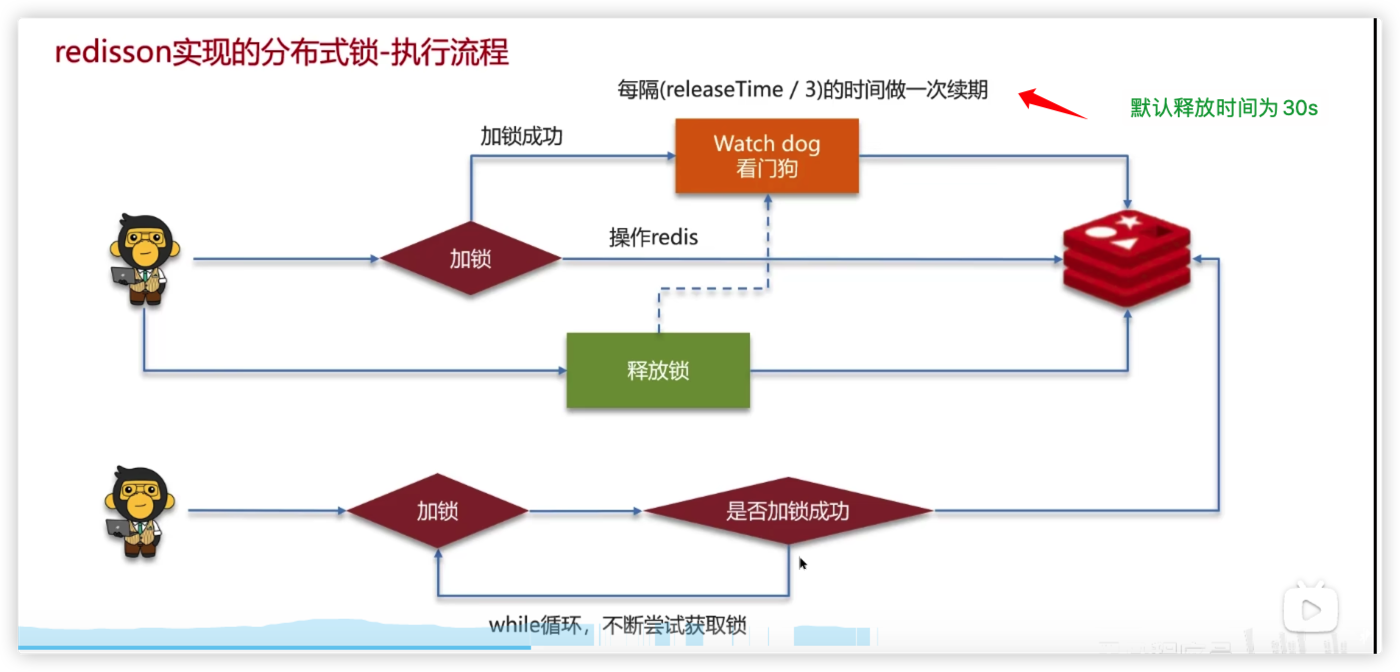 redisson实现的分布式锁-执行流程
每隔(releaseTime / 3)的时间做一次续期
默认释放时间为 30s
加锁成功
Watch dog
看门狗
加锁
操作redis
释放锁
加锁
是否加锁成功
while循环，不断尝试获取锁